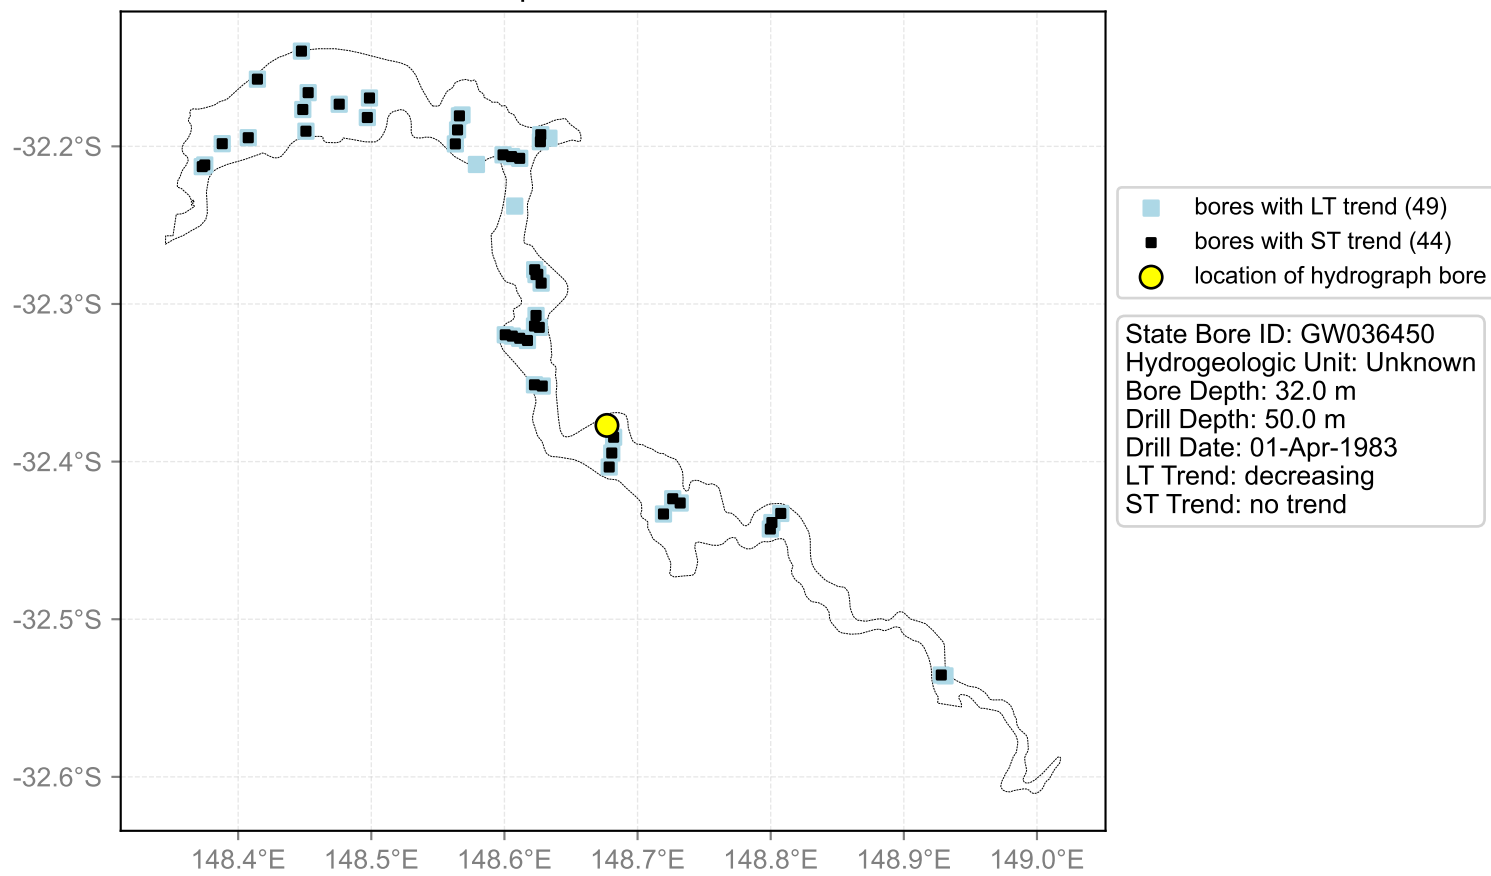 -32.2°S
-32.3°S
-32.4°S
-32.5°S
-32.6°S
148.4°E 148.5°E 148.6°E 148.7°E 148.8°E 148.9°E 149.0°E
bores with LT trend (49)
bores with ST trend (44)
location of hydrograph bore
State Bore ID: GW036450
Hydrogeologic Unit: Unknown
Bore Depth: 32.0 m
Drill Depth: 50.0 m
Drill Date: 01-Apr-1983
LT Trend: decreasing
ST Trend: no trend